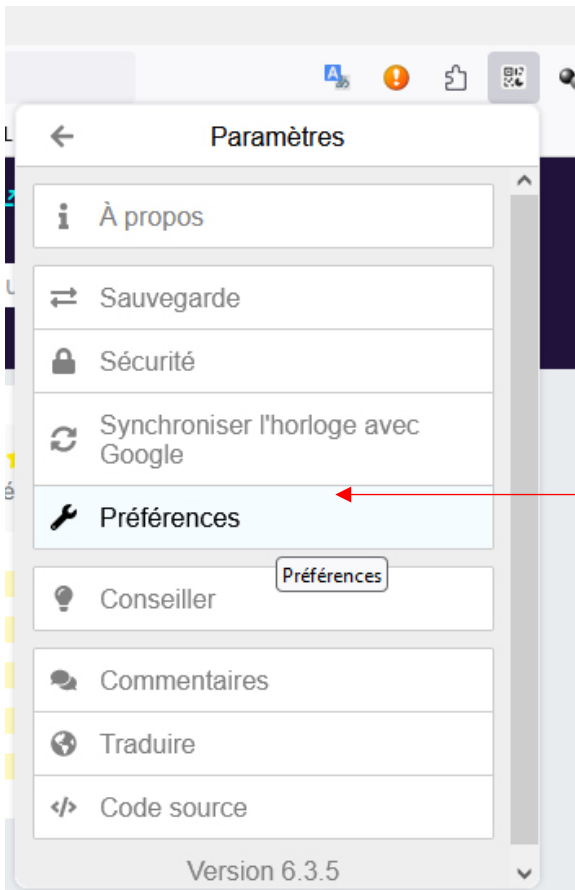 Paramètres
À propos
Sauvegarde
Sécurité
Synchroniser l'horloge avec
Google
Préférences
Préférences
Conseiller
Commentaires
Traduire
Code source
Version 6.3.5